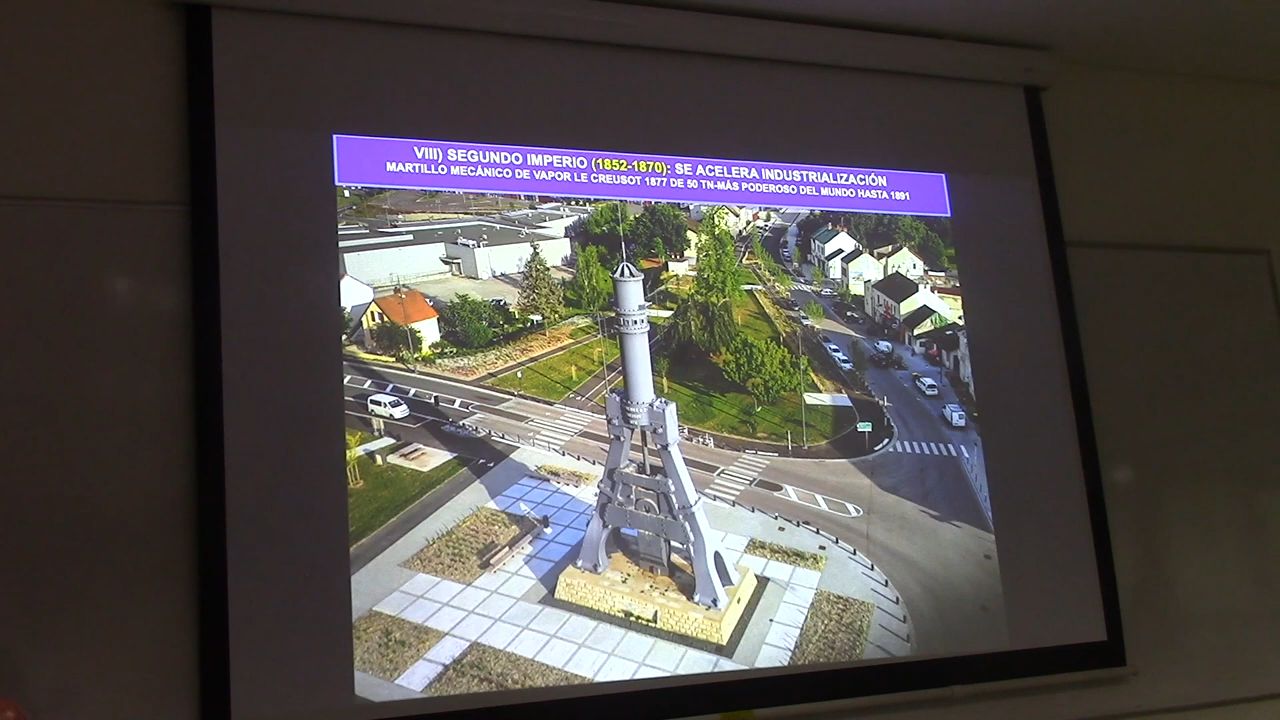 VIII) SEGUNDO IMPERIO (1852-1870): SE ACELERA INDUSTRIALIZACIÓN
MARTILLO MECÁNICO DE VAPOR LE CREUSOT 1877 DE 50 TN-MÁS PODEROSO DEL MUNDO HASTA 1891